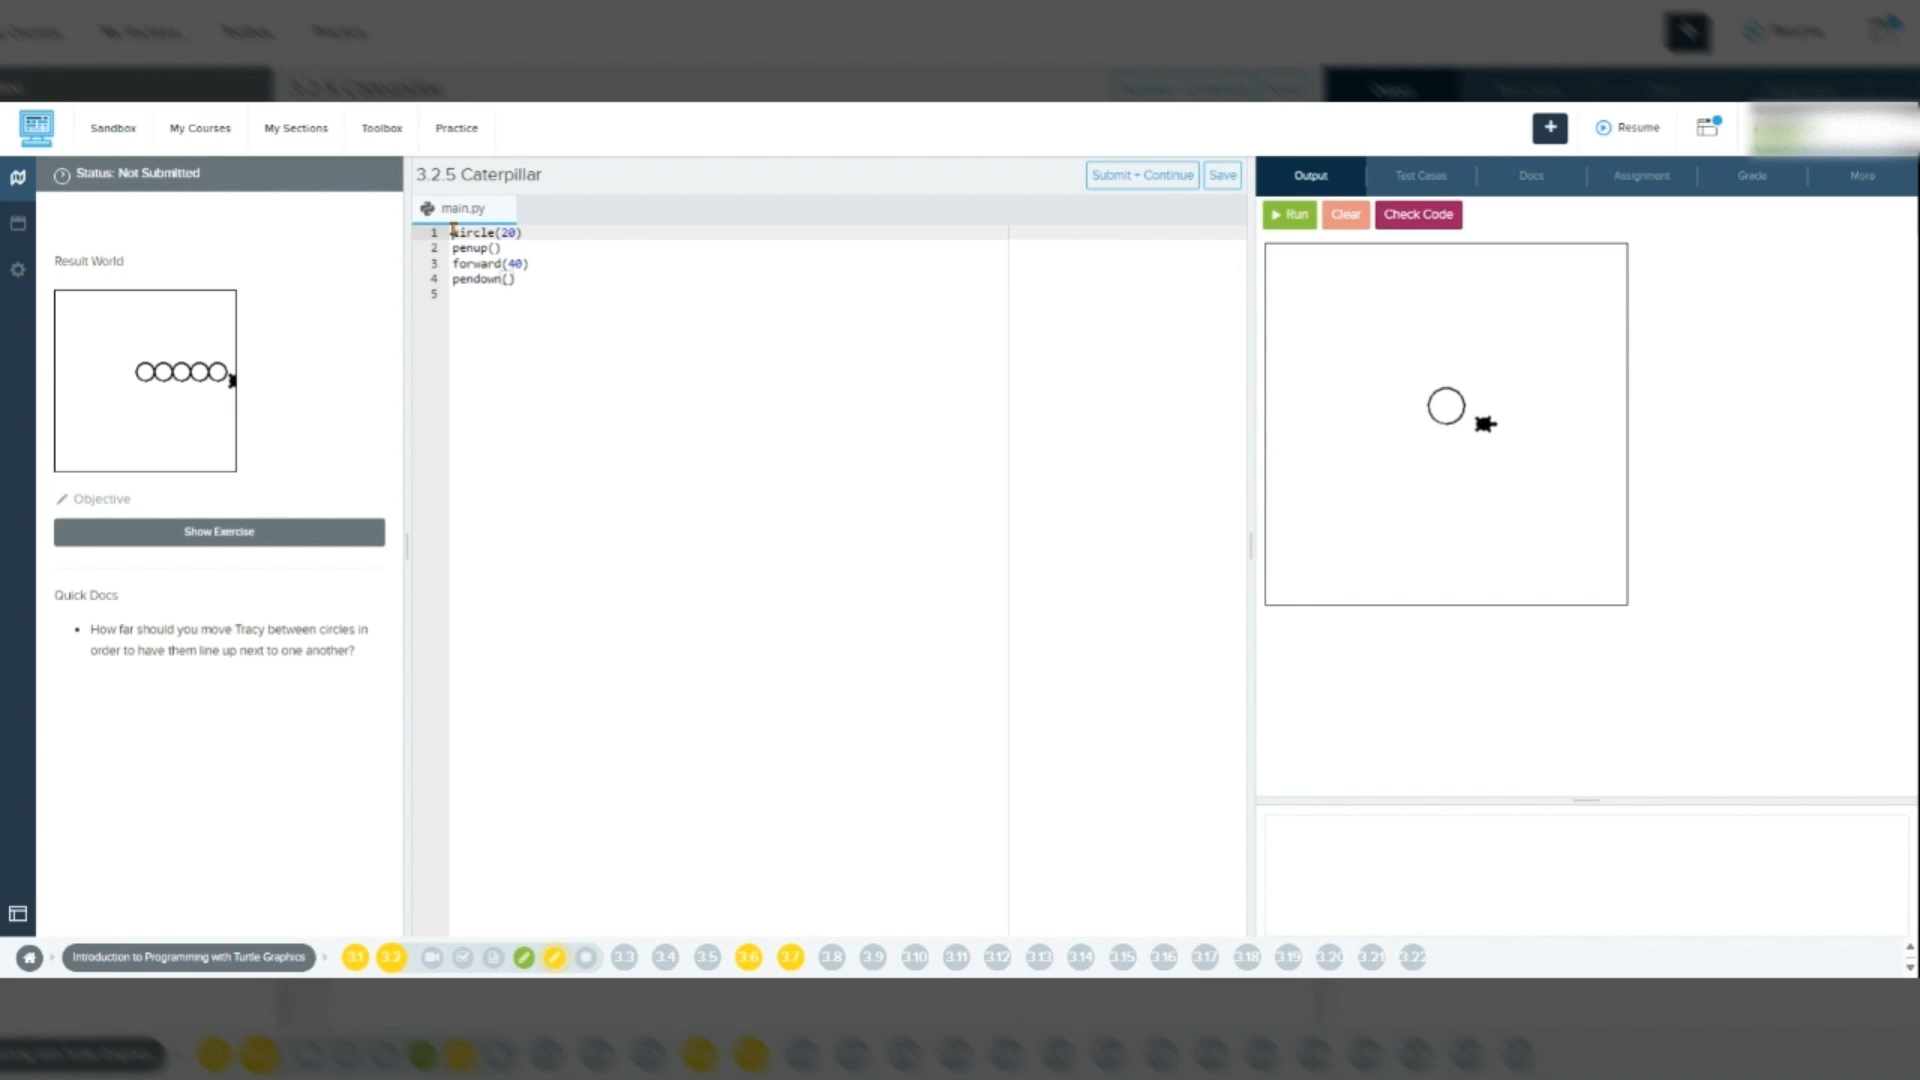 Sandbox My Courses My Sections Toolbox Practice + Resume
Status: Not Submitted
3.2.5 Caterpillar
Submit + Continue Save
Output Test Cases Docs Assignment Grade More
main.py
Run Clear Check Code
1 circle(20)
2 penup()
3 forward(40)
4 pendown()
5
Result World
Objective
Show Exercise
Quick Docs
• How far should you move Tracy between circles in
order to have them line up next to one another?
Introduction to Programming with Turtle Graphics 3.1 3.2 3.3 3.4 3.5 3.6 3.7 3.8 3.9 3.10 3.11 3.12 3.13 3.14 3.15 3.16 3.17 3.18 3.19 3.20 3.21 3.22